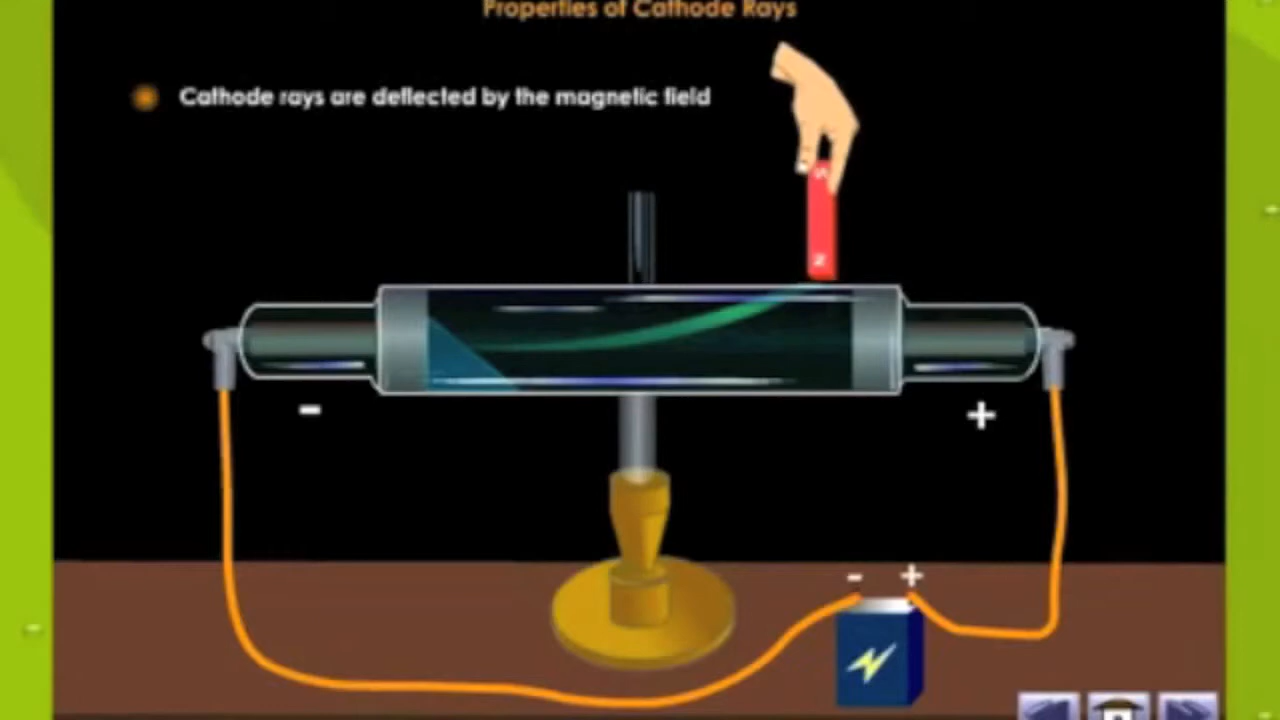 Properties of Cathode Rays
Cathode rays are deflected by the magnetic field
S
N
-
+
- +